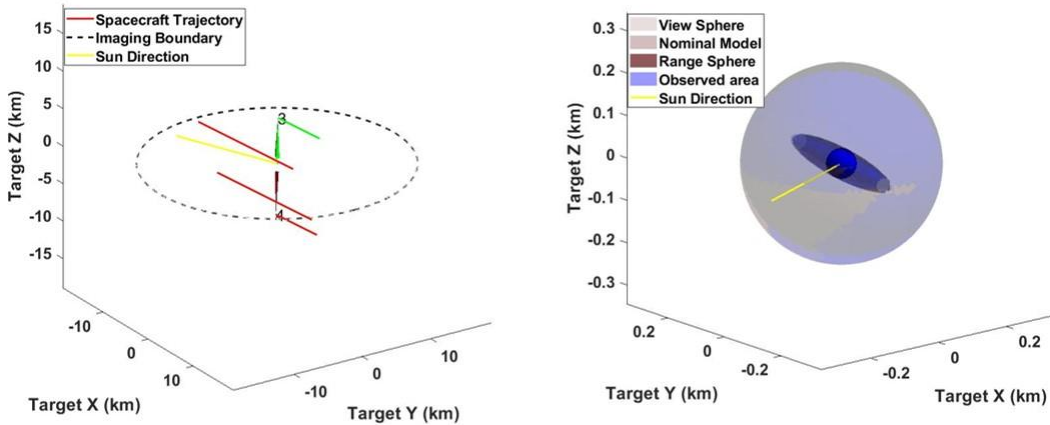 Spacecraft Trajectory
Imaging Boundary
Sun Direction
15
10
5
0
-5
-10
-15
Target Z (km)
3
4
-10
0
10
Target X (km)
-10
0
10
Target Y (km)
View Sphere
Nominal Model
Range Sphere
Observed area
Sun Direction
0.3
0.2
0.1
0
-0.1
-0.2
-0.3
Target Z (km)
0.2
0
-0.2
Target Y (km)
-0.2
0
0.2
Target X (km)